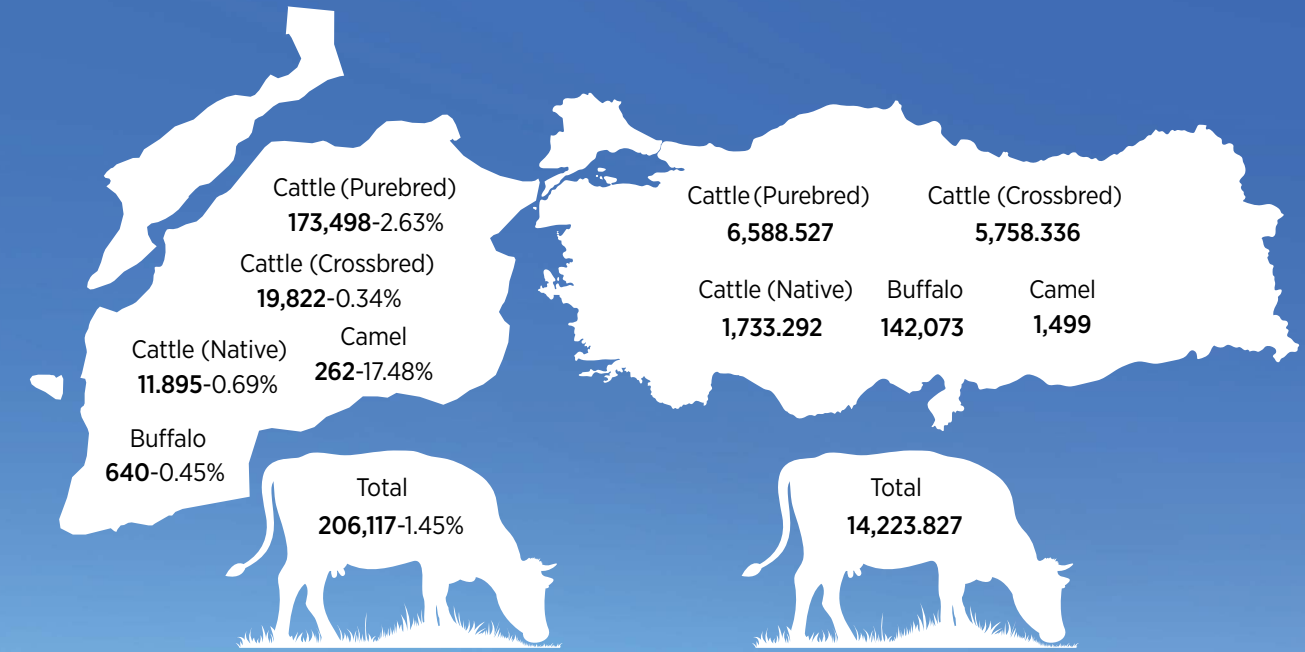 Cattle (Purebred)
173,498-2.63%
Cattle (Crossbred)
19,822-0.34%
Cattle (Native)
11.895-0.69%
Camel
262-17.48%
Buffalo
640-0.45%
Total
206,117-1.45%
Cattle (Purebred)
6,588.527
Cattle (Crossbred)
5,758.336
Cattle (Native)
1,733.292
Buffalo
142,073
Camel
1,499
Total
14,223.827